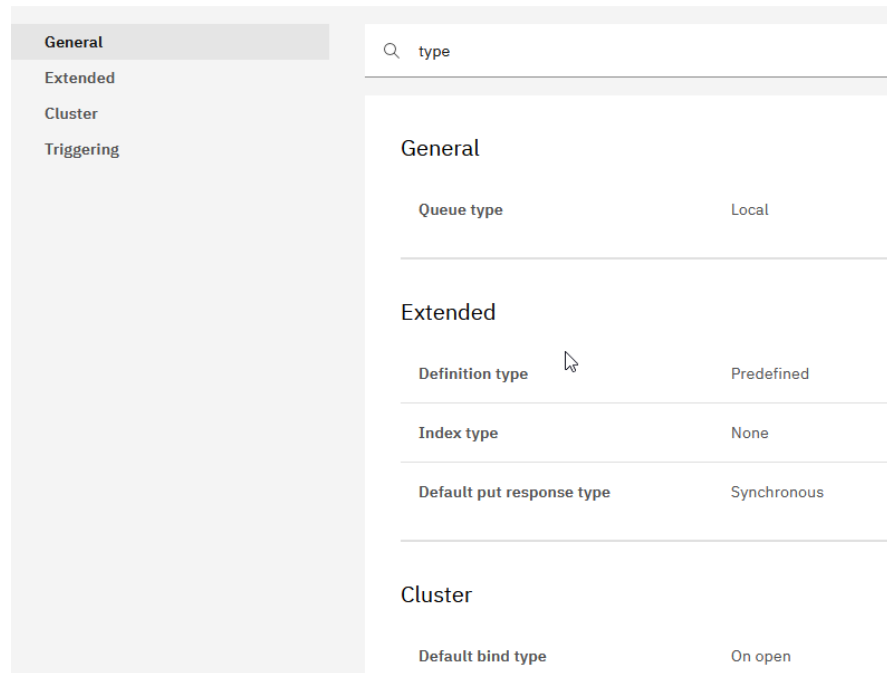 General
Extended
Cluster
Triggering
type
General
Queue type Local
Extended
Definition type Predefined
Index type None
Default put response type Synchronous
Cluster
Default bind type On open